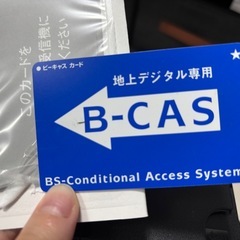 このカードを
受信機に
ください
● ビーキャス カード
地上デジタル専用
B-CAS
BS-Conditional Access System